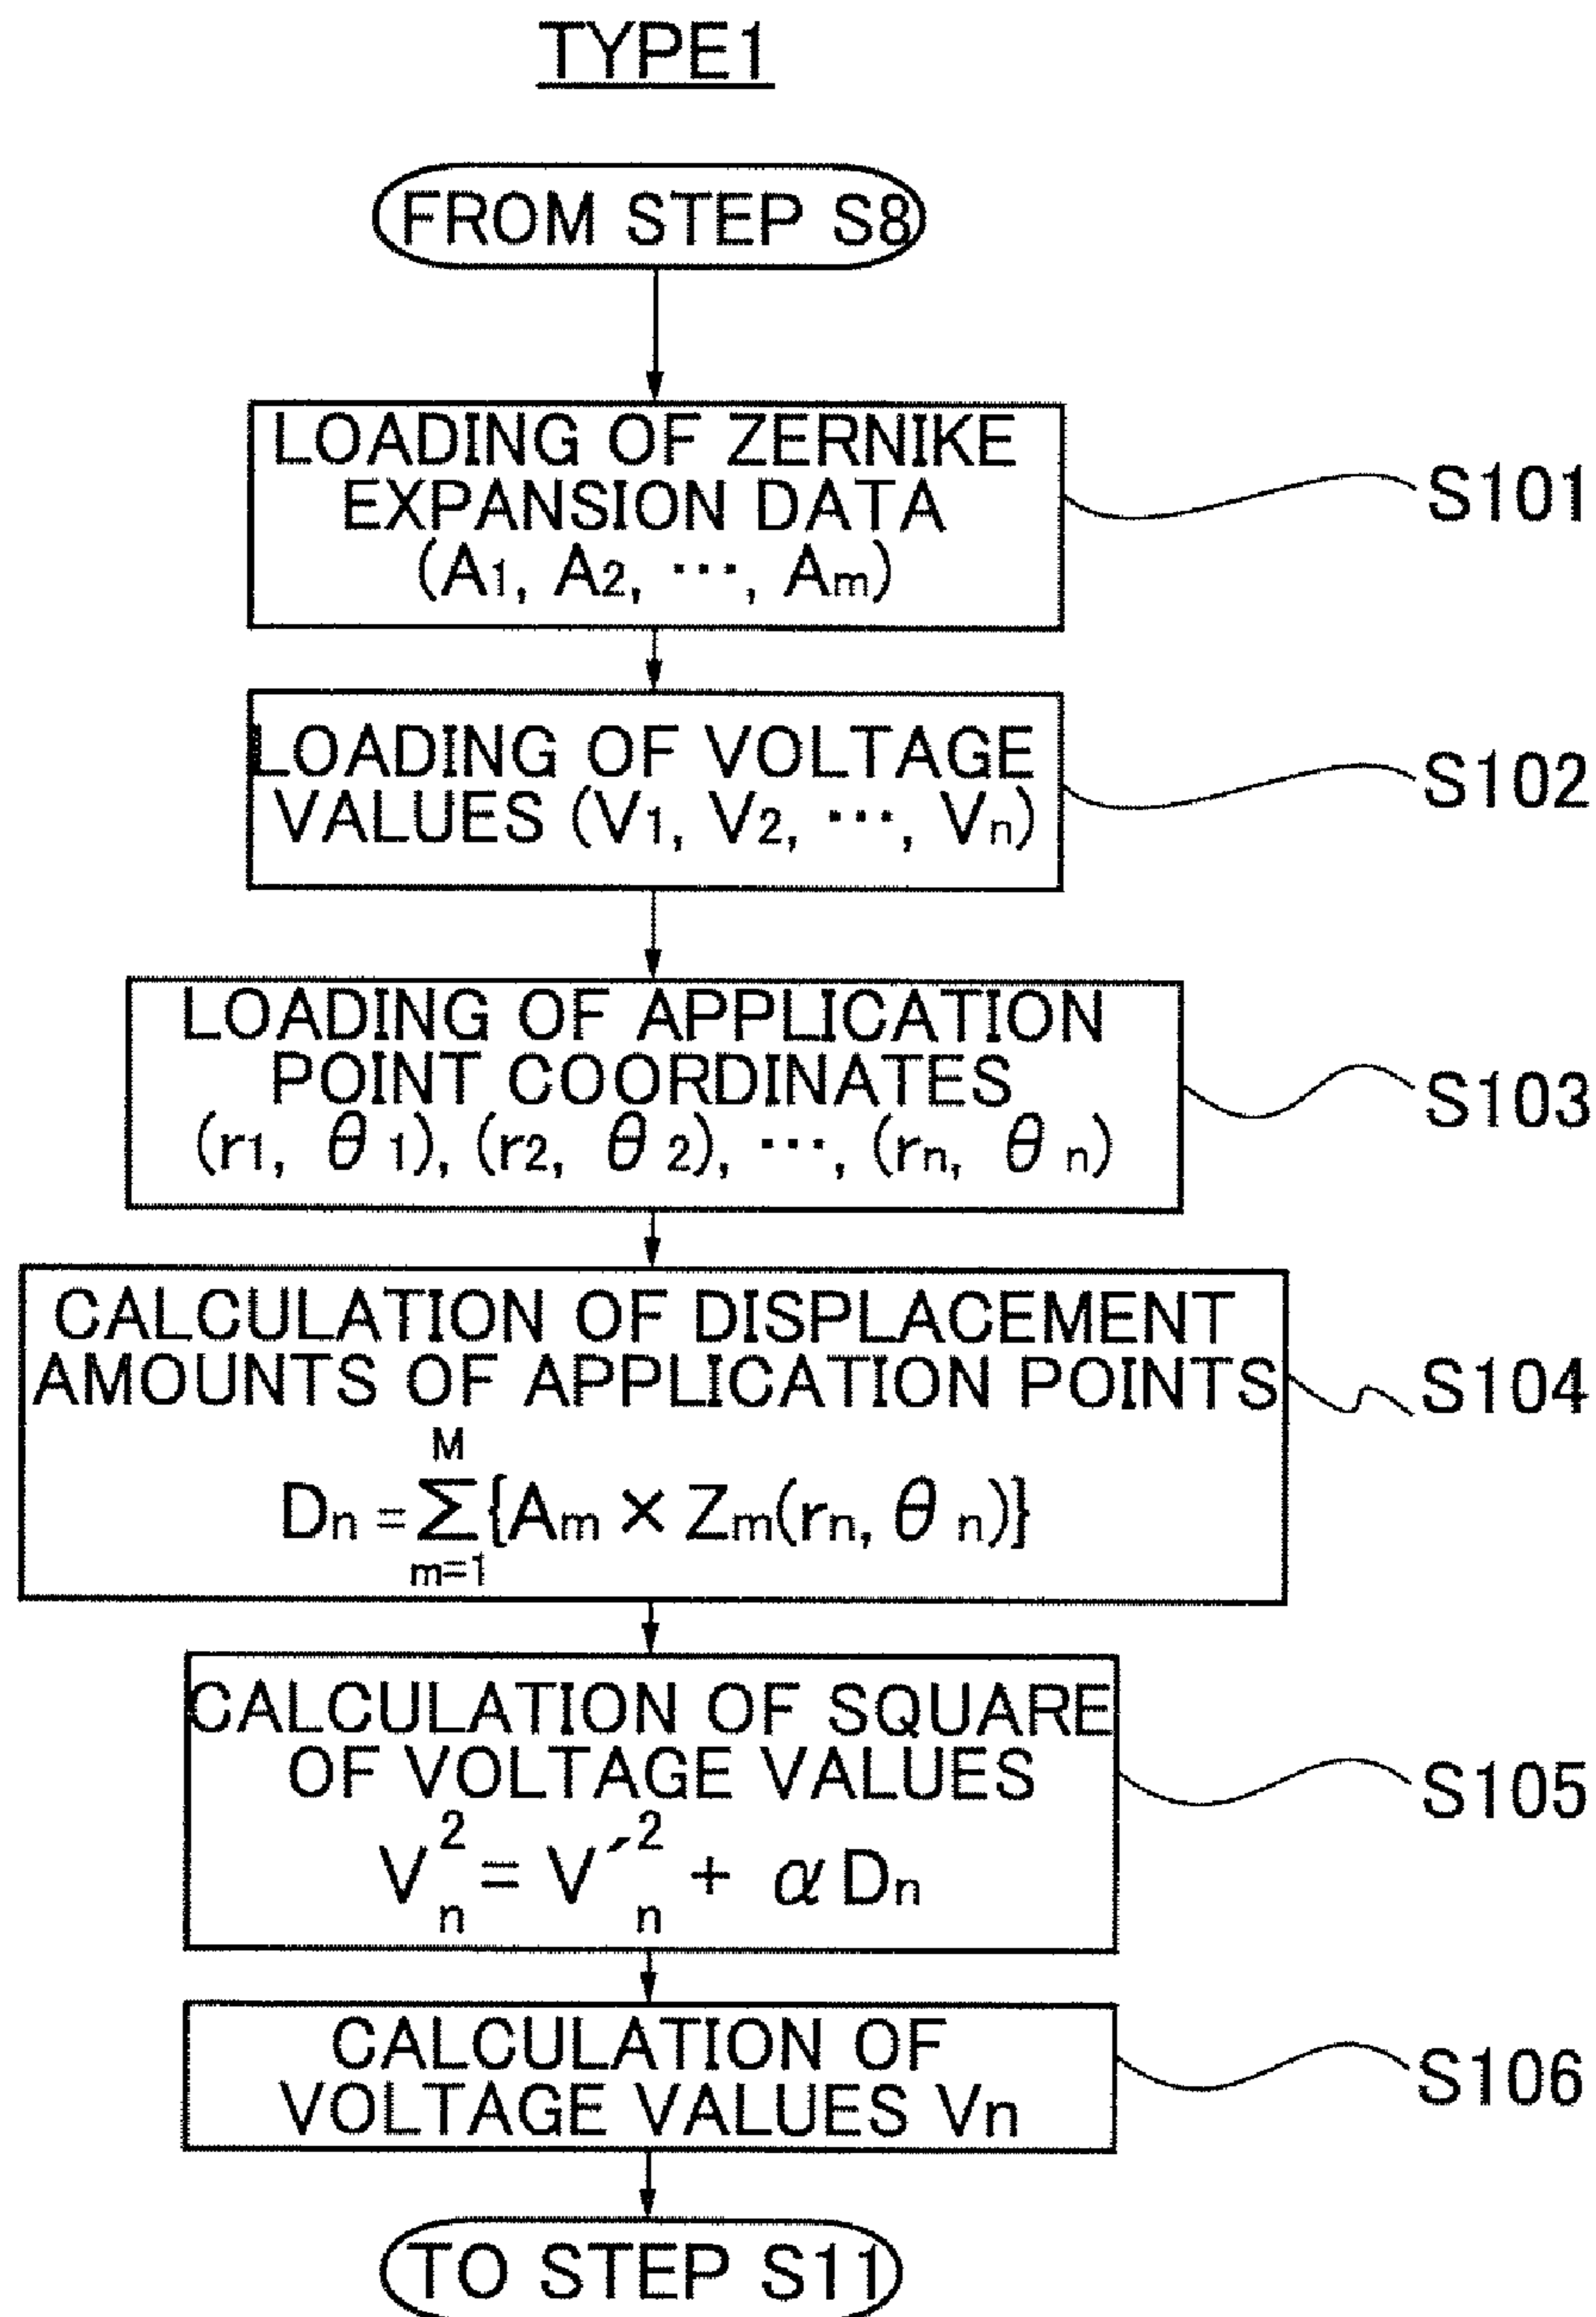 TYPE1
FROM STEP S8
LOADING OF ZERNIKE
EXPANSION DATA
(A1, A2, ···, Am)
S101
LOADING OF VOLTAGE
VALUES (V1, V2, ···, Vn)
S102
LOADING OF APPLICATION
POINT COORDINATES
(r1, θ1), (r2, θ2), ···, (rn, θn)
S103
CALCULATION OF DISPLACEMENT
AMOUNTS OF APPLICATION POINTS
Dn = M∑m=1 {Am × Zm(rn, θn)}
S104
CALCULATION OF SQUARE
OF VOLTAGE VALUES
Vn² = V´n² + αDn
S105
CALCULATION OF
VOLTAGE VALUES Vn
S106
TO STEP S11